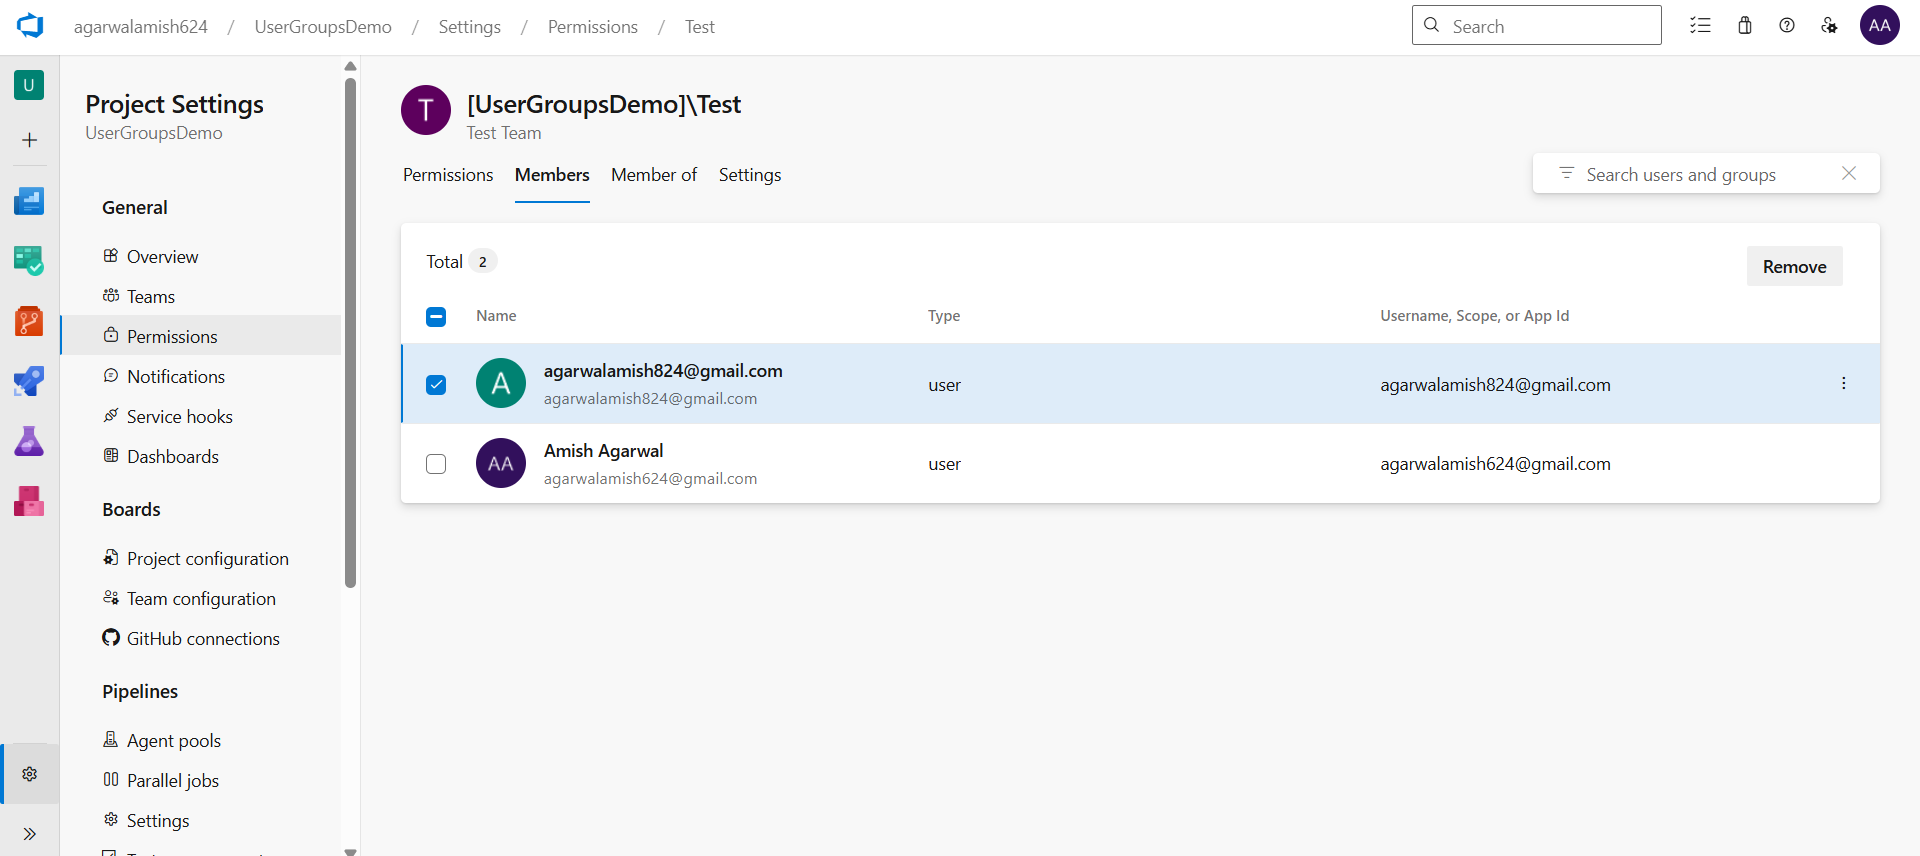 agarwalamish624 / UserGroupsDemo / Settings / Permissions / Test
Search
AA
U
Project Settings
UserGroupsDemo
General
Overview
Teams
Permissions
Notifications
Service hooks
Dashboards
Boards
Project configuration
Team configuration
GitHub connections
Pipelines
Agent pools
Parallel jobs
Settings
T
[UserGroupsDemo]\Test
Test Team
Permissions Members Member of Settings
Search users and groups
Total 2
Remove
Name Type Username, Scope, or App Id
A
agarwalamish824@gmail.com
agarwalamish824@gmail.com
user
agarwalamish824@gmail.com
AA
Amish Agarwal
agarwalamish624@gmail.com
user
agarwalamish624@gmail.com